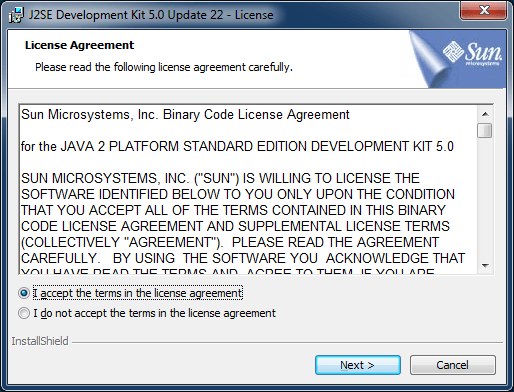 J2SE Development Kit 5.0 Update 22 - License
License Agreement
Please read the following license agreement carefully.
Sun
microsystems
Sun Microsystems, Inc. Binary Code License Agreement
for the JAVA 2 PLATFORM STANDARD EDITION DEVELOPMENT KIT 5.0
SUN MICROSYSTEMS, INC. ("SUN") IS WILLING TO LICENSE THE
SOFTWARE IDENTIFIED BELOW TO YOU ONLY UPON THE CONDITION
THAT YOU ACCEPT ALL OF THE TERMS CONTAINED IN THIS BINARY
CODE LICENSE AGREEMENT AND SUPPLEMENTAL LICENSE TERMS
(COLLECTIVELY "AGREEMENT").  PLEASE READ THE AGREEMENT
CAREFULLY.   BY USING  THE SOFTWARE YOU  ACKNOWLEDGE THAT
YOU HAVE READ THE TERMS AND  AGREE TO THEM. IF YOU ARE
I accept the terms in the license agreement
I do not accept the terms in the license agreement
InstallShield
Next >
Cancel